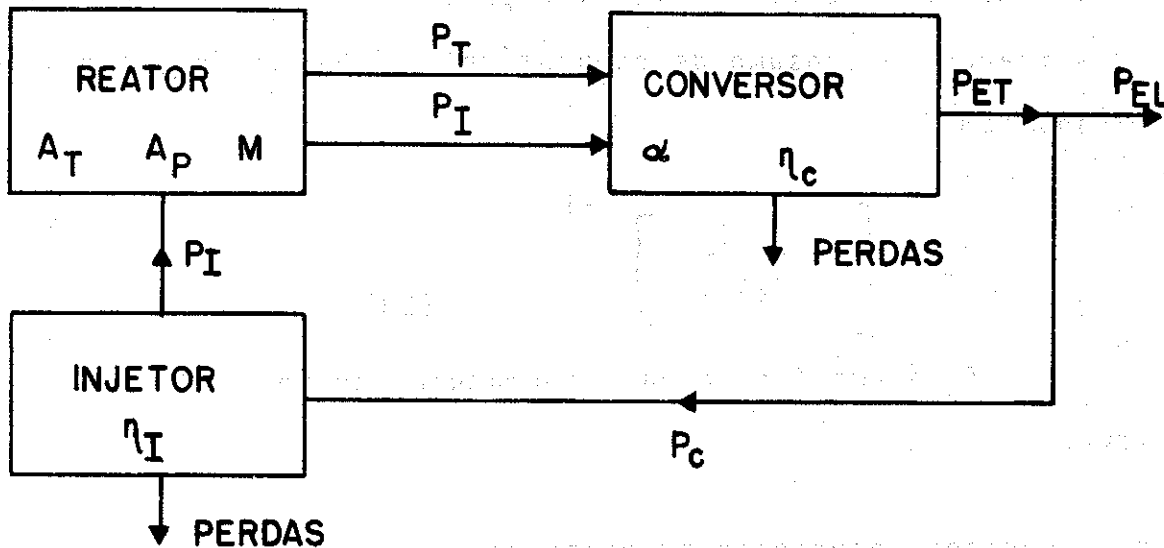 REATOR
A_T A_P M
P_T
P_I
CONVERSOR
α η_c
P_ET
P_EL
PERDAS
P_I
INJETOR
η_I
P_c
PERDAS